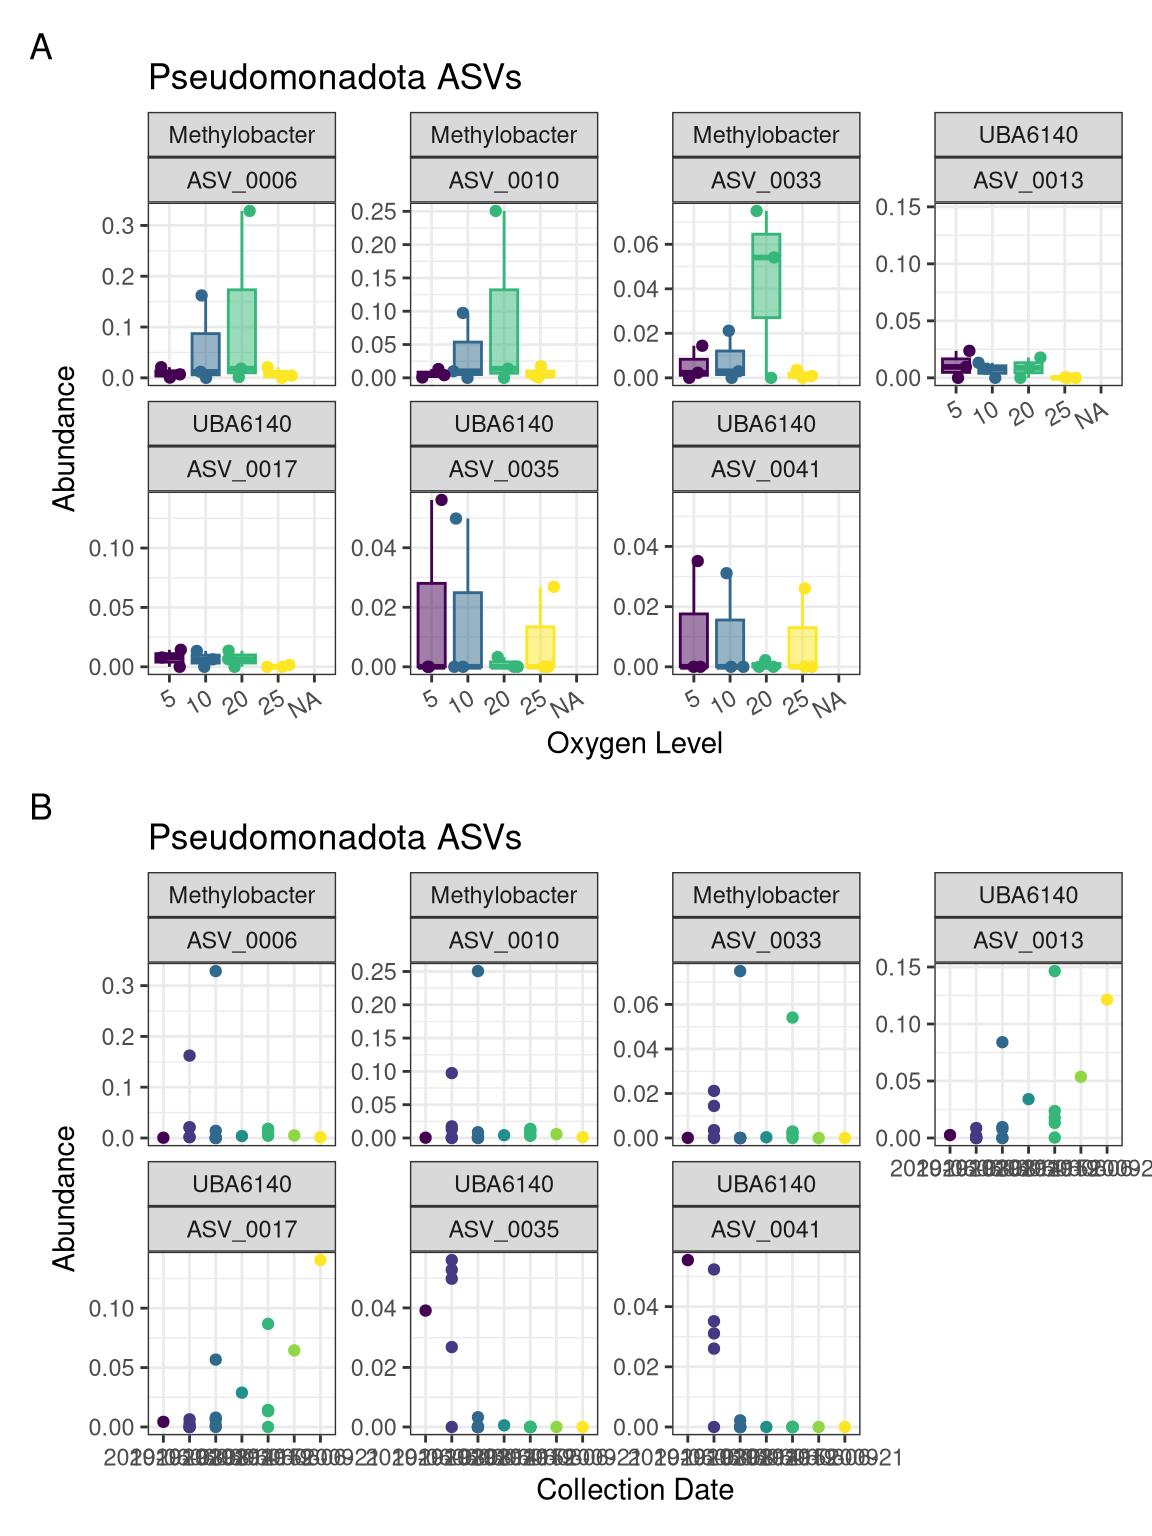 A
Pseudomonadota ASVs
Methylobacter Methylobacter Methylobacter UBA6140
ASV_0006 ASV_0010 ASV_0033 ASV_0013
0.3 0.2 0.1 0.0
0.25 0.20 0.15 0.10 0.05 0.00
0.06 0.04 0.02 0.00
0.15 0.10 0.05 0.00
5 10 20 25 NA
Abundance
UBA6140 UBA6140 UBA6140
ASV_0017 ASV_0035 ASV_0041
0.10 0.05 0.00
0.04 0.02 0.00
0.04 0.02 0.00
5 10 20 25 NA 5 10 20 25 NA 5 10 20 25 NA
Oxygen Level
B
Pseudomonadota ASVs
Methylobacter Methylobacter Methylobacter UBA6140
ASV_0006 ASV_0010 ASV_0033 ASV_0013
0.3 0.2 0.1 0.0
0.25 0.20 0.15 0.10 0.05 0.00
0.06 0.04 0.02 0.00
0.15 0.10 0.05 0.00
Abundance
UBA6140 UBA6140 UBA6140
ASV_0017 ASV_0035 ASV_0041
0.10 0.05 0.00
0.04 0.02 0.00
0.04 0.02 0.00
Collection Date